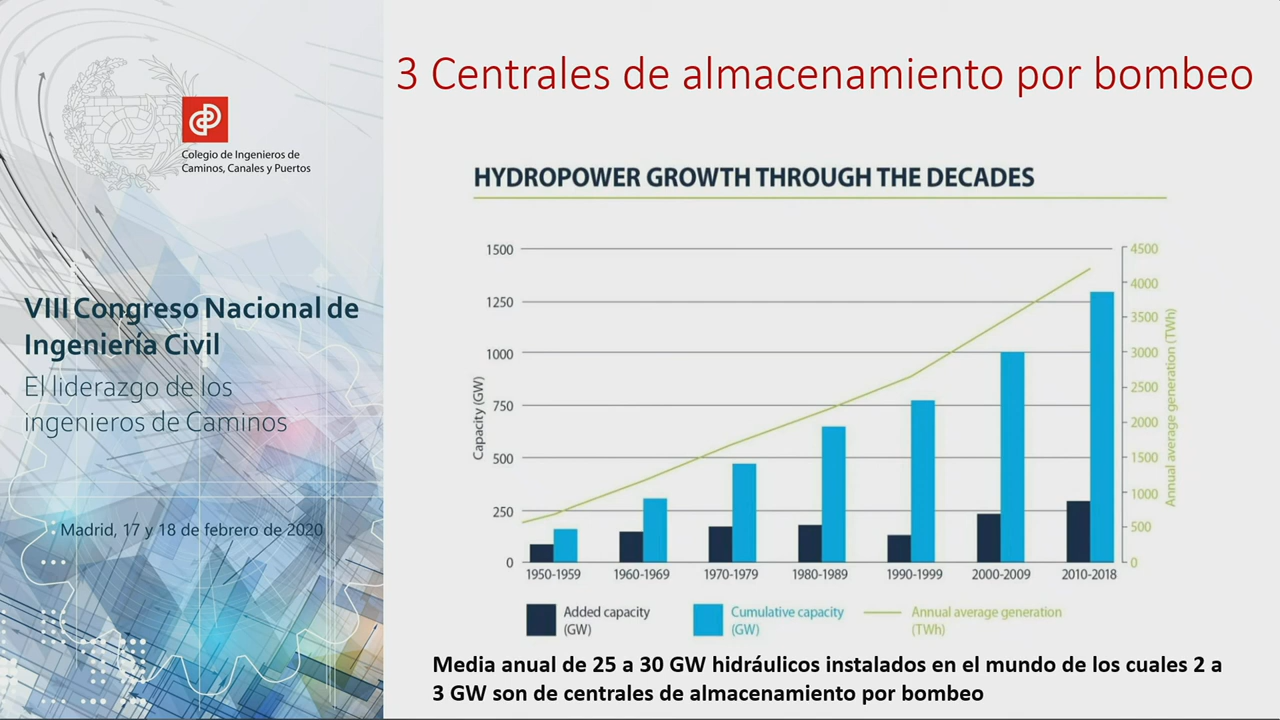 Colegio de Ingenieros de
Caminos, Canales y Puertos
VIII Congreso Nacional de
Ingeniería Civil
El liderazgo de los
ingenieros de Caminos
Madrid, 17 y 18 de febrero de 2020
3 Centrales de almacenamiento por bombeo
HYDROPOWER GROWTH THROUGH THE DECADES
Capacity (GW)
1500
1250
1000
750
500
250
0
4500
4000
3500
3000
2500
2000
1500
1000
500
0
Annual average generation (TWh)
1950-1959 1960-1969 1970-1979 1980-1989 1990-1999 2000-2009 2010-2018
Added capacity
(GW)
Cumulative capacity
(GW)
Annual average generation
(TWh)
Media anual de 25 a 30 GW hidráulicos instalados en el mundo de los cuales 2 a
3 GW son de centrales de almacenamiento por bombeo